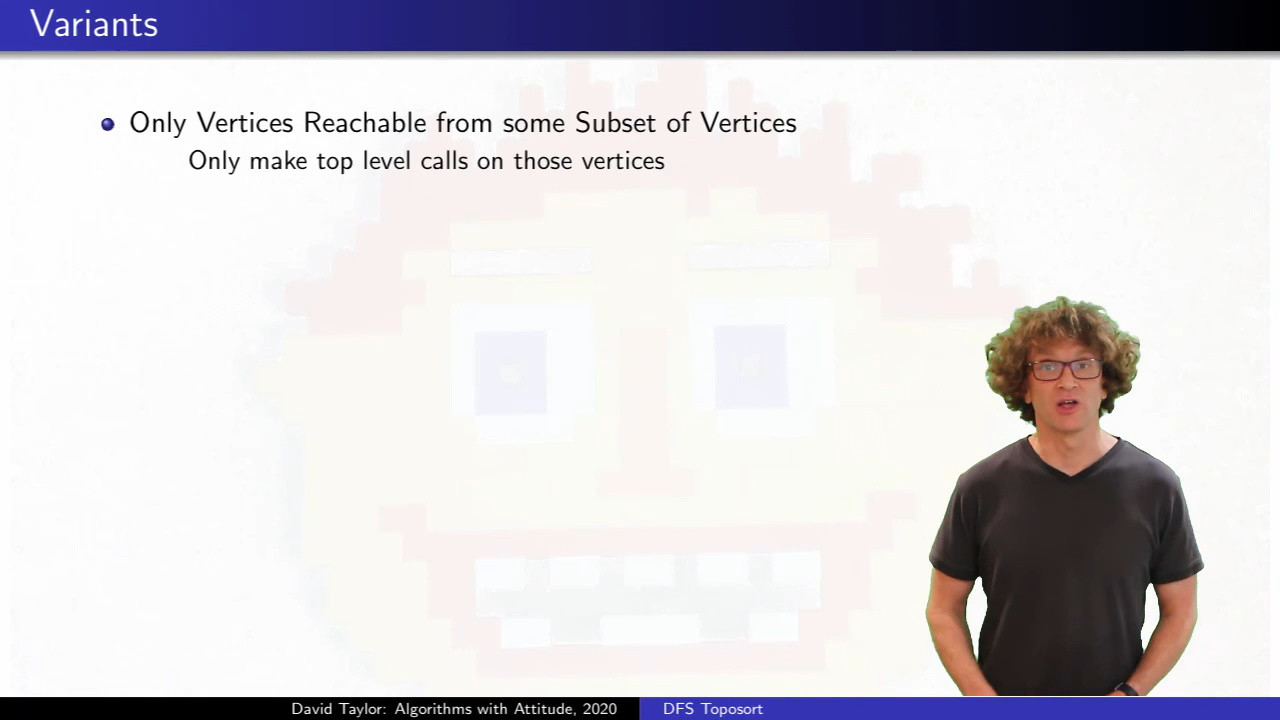 Variants
Only Vertices Reachable from some Subset of Vertices
Only make top level calls on those vertices
David Taylor: Algorithms with Attitude, 2020
DFS Toposort